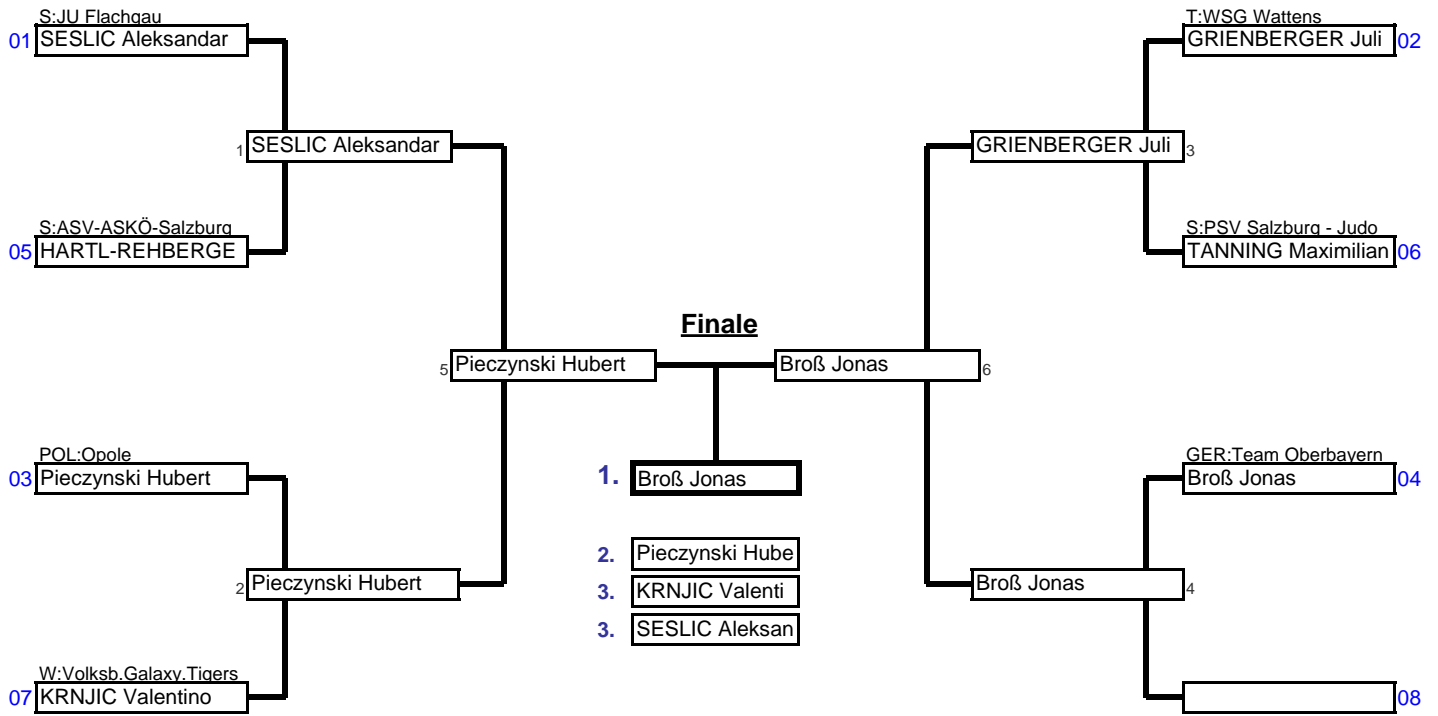 S:JU Flachgau
01 SESLIC Aleksandar
1 SESLIC Aleksandar
S:ASV-ASKÖ-Salzburg
05 HARTL-REHBERGE
5 Pieczynski Hubert
POL:Opole
03 Pieczynski Hubert
2 Pieczynski Hubert
W:Volksb.Galaxy.Tigers
07 KRNJIC Valentino
Finale
1. Broß Jonas
2. Pieczynski Hube
3. KRNJIC Valenti
3. SESLIC Aleksan
T:WSG Wattens
GRIENBERGER Juli 02
GRIENBERGER Juli 3
S:PSV Salzburg - Judo
TANNING Maximilian 06
Broß Jonas 6
GER:Team Oberbayern
Broß Jonas 04
Broß Jonas 4
08